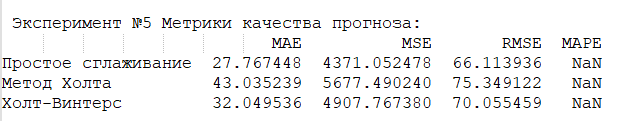 Эксперимент №5 Метрики качества прогноза:
MAE MSE RMSE MAPE
Простое сглаживание 27.767448 4371.052478 66.113936 NaN
Метод Холта 43.035239 5677.490240 75.349122 NaN
Холт-Винтерс 32.049536 4907.767380 70.055459 NaN